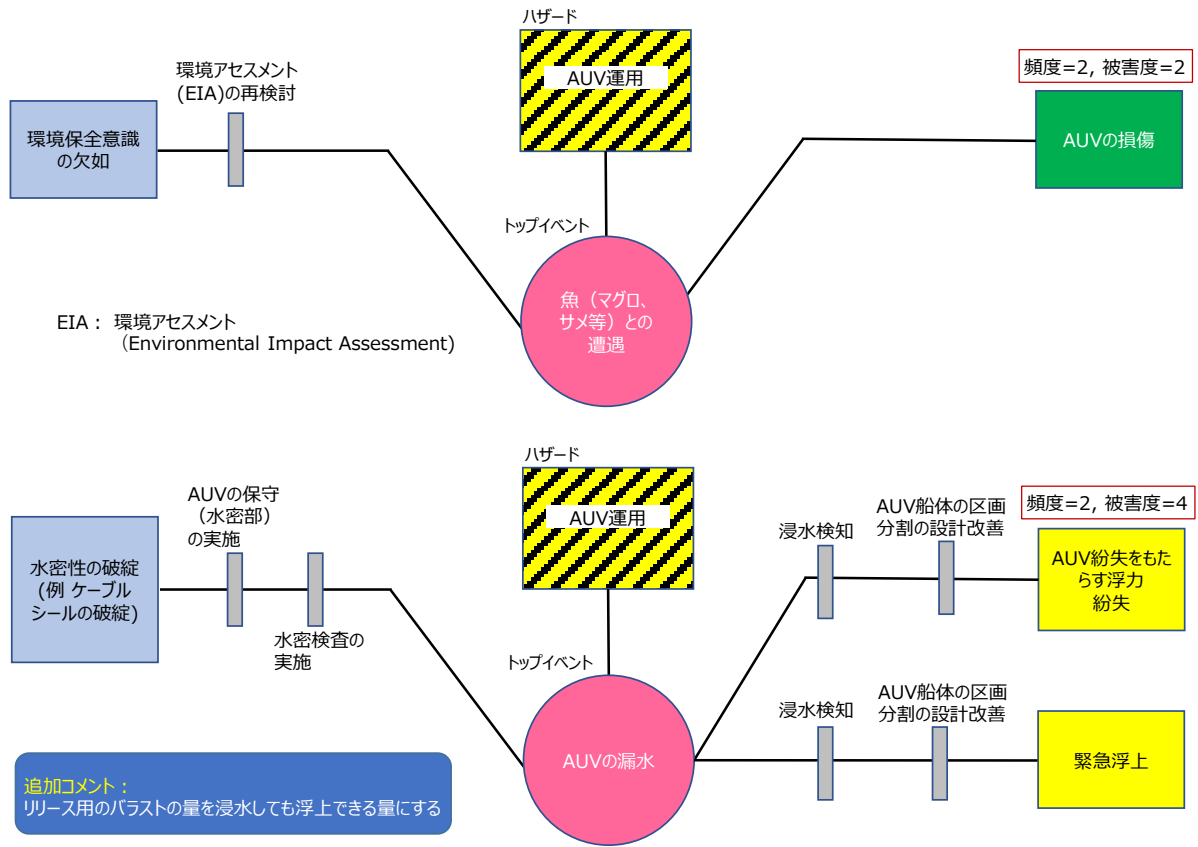 ハザード
AUV運用
頻度=2, 被害度=2
環境アセスメント
(EIA)の再検討
環境保全意識
の欠如
AUVの損傷
トップイベント
魚（マグロ、
サメ等）との
遭遇
EIA： 環境アセスメント
（Environmental Impact Assessment)
ハザード
AUV運用
AUVの保守
（水密部）
の実施
水密性の破綻
(例 ケーブル
シールの破綻)
水密検査の
実施
浸水検知
AUV船体の区画
分割の設計改善
頻度=2, 被害度=4
AUV紛失をもた
らす浮力
紛失
トップイベント
AUVの漏水
浸水検知
AUV船体の区画
分割の設計改善
緊急浮上
追加コメント：
リリース用のバラストの量を浸水しても浮上できる量にする